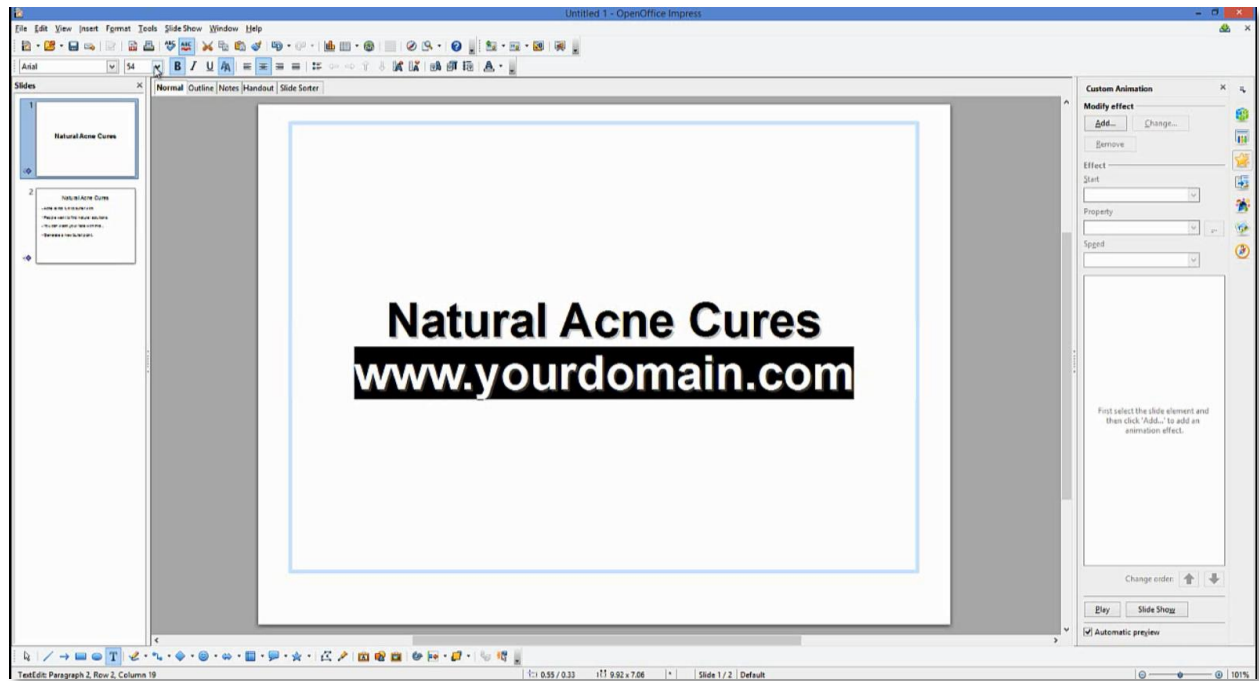 Untitled 1 - OpenOffice Impress
File Edit View Insert Format Tools Slide Show Window Help
Arial 54
Slides
Normal Outline Notes Handout Slide Sorter
1
Natural Acne Cures
2
Natural Acne Cures
Natural Acne Cures
www.yourdomain.com
Custom Animation
Modify effect
Add... Change...
Remove
Effect
Start
Property
Speed
First select the slide element and
then click 'Add...' to add an
animation effect.
Change order:
Play Slide Show
Automatic preview
TextEdit: Paragraph 2, Row 2, Column 19
0.55 / 0.33 9.92 x 7.06 * Slide 1 / 2 Default 101%